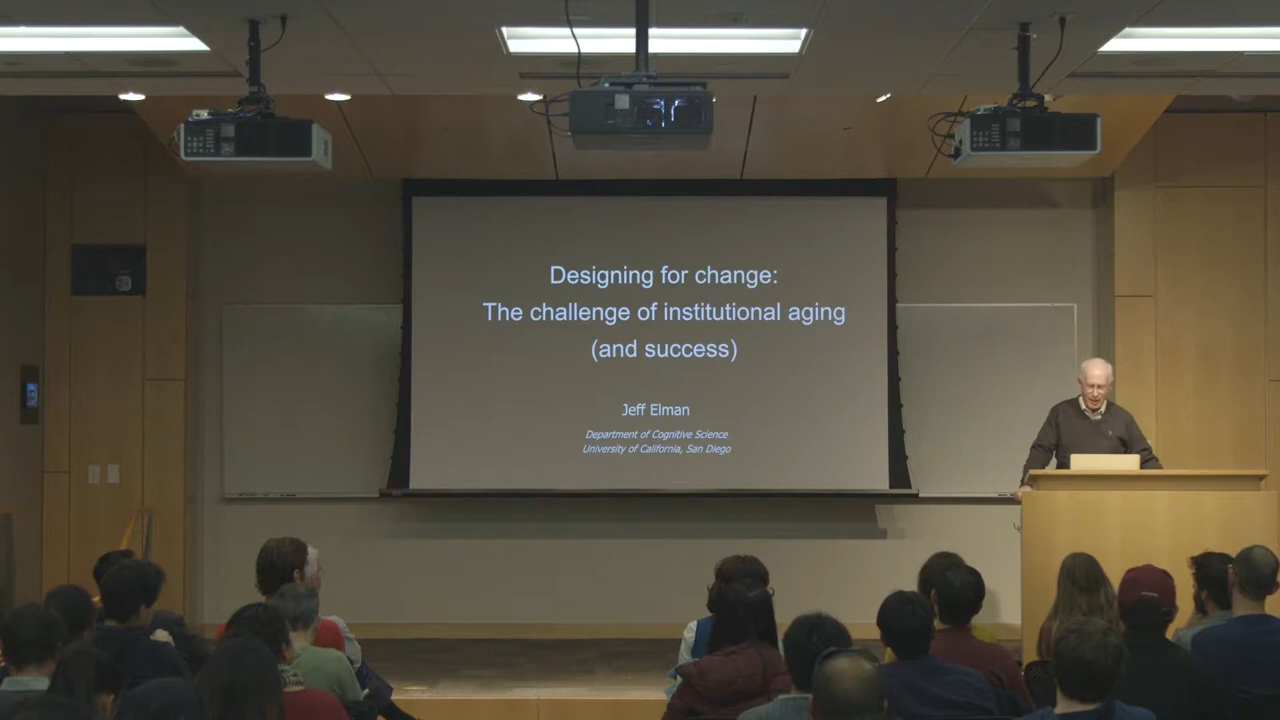 Designing for change:
The challenge of institutional aging
(and success)
Jeff Elman
Department of Cognitive Science
University of California, San Diego